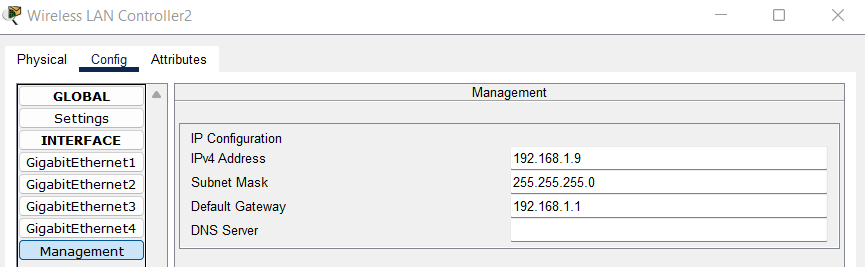 Wireless LAN Controller2
Physical Config Attributes
GLOBAL
Settings
INTERFACE
GigabitEthernet1
GigabitEthernet2
GigabitEthernet3
GigabitEthernet4
Management
Management
IP Configuration
IPv4 Address 192.168.1.9
Subnet Mask 255.255.255.0
Default Gateway 192.168.1.1
DNS Server